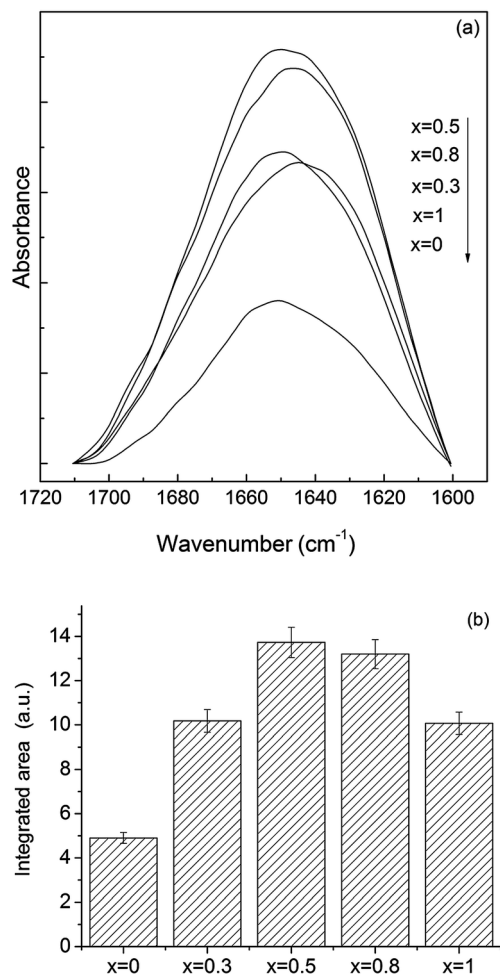 (a)
Absorbance
x=0.5
x=0.8
x=0.3
x=1
x=0
1720 1700 1680 1660 1640 1620 1600
Wavenumber (cm⁻¹)
(b)
Integrated area (a.u.)
14
12
10
8
6
4
2
0
x=0 x=0.3 x=0.5 x=0.8 x=1